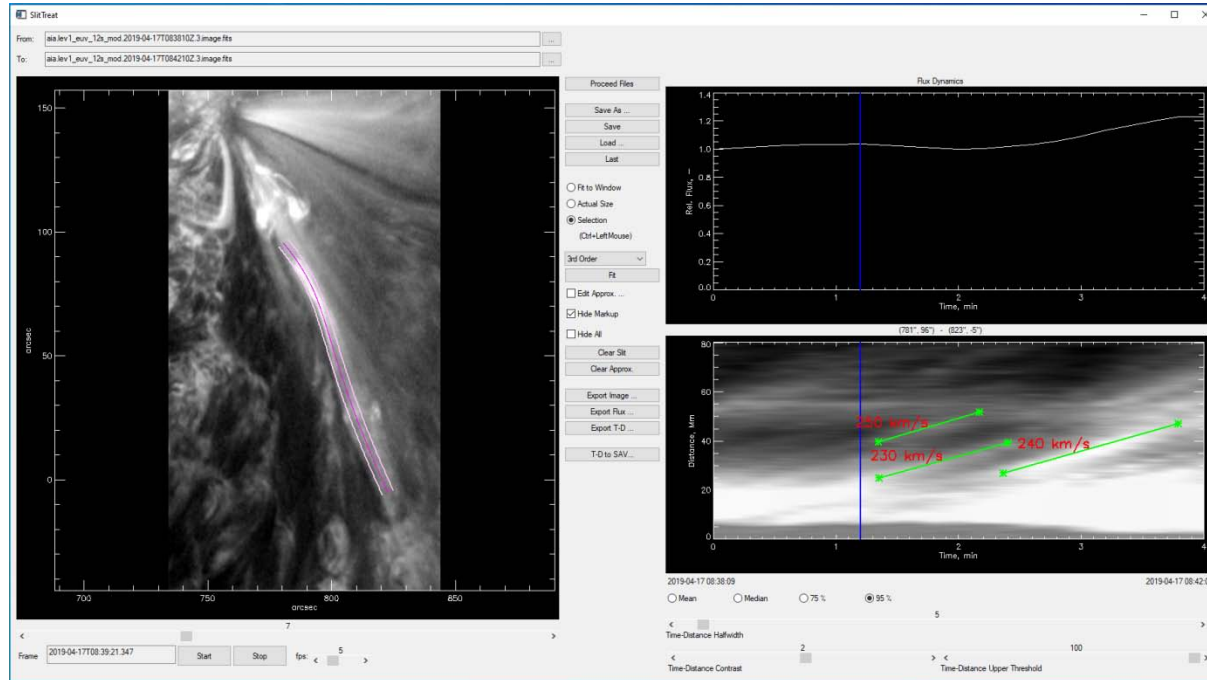 SlitTreat
From: aia.lev1_euv_12s_mod.2019-04-17T083810Z.3.image.fits ...
To: aia.lev1_euv_12s_mod.2019-04-17T084210Z.3.image.fits ...
150
100
50
0
arcsec
700 750 800 850
arcsec
7
Frame 2019-04-17T08:39:21.347 Start Stop fps: 5
Proceed Files
Save As ...
Save
Load ...
Last
Fit to Window
Actual Size
Selection
(Ctrl+LeftMouse)
3rd Order
Fit
Edit Approx. ...
Hide Markup
Hide All
Clear Slit
Clear Approx.
Export Image ...
Export Flux ...
Export T-D ...
T-D to SAV...
Flux Dynamics
1.4
1.2
1.0
0.8
0.6
0.4
0.2
0.0
Rel. Flux, –
0 1 2 3 4
Time, min
(781", 96") - (823", -5")
80
60
40
20
0
Distance, Mm
230 km/s
240 km/s
0 1 2 3 4
Time, min
2019-04-17 08:38:09
Mean Median 75 % 95 %
5
Time-Distance Halfwidth
2 100
Time-Distance Contrast Time-Distance Upper Threshold